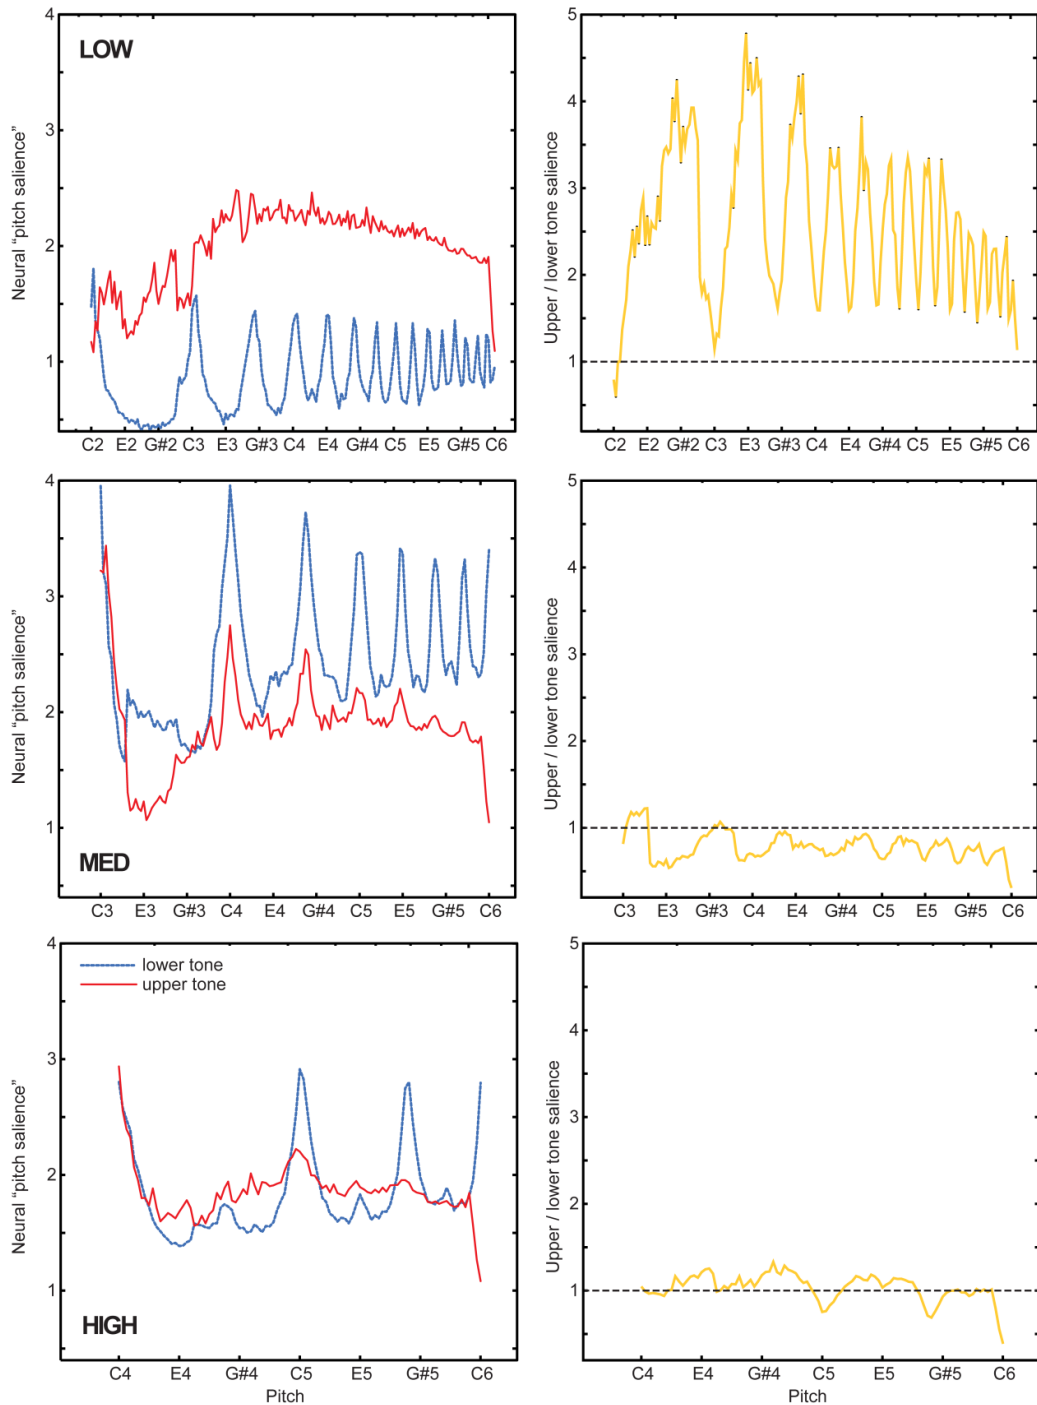 4
3
2
1
Neural “pitch salience”
LOW
C2 E2 G#2 C3 E3 G#3 C4 E4 G#4 C5 E5 G#5 C6
5
4
3
2
1
Upper / lower tone salience
C2 E2 G#2 C3 E3 G#3 C4 E4 G#4 C5 E5 G#5 C6
4
3
2
1
Neural “pitch salience”
MED
C3 E3 G#3 C4 E4 G#4 C5 E5 G#5 C6
5
4
3
2
1
Upper / lower tone salience
C3 E3 G#3 C4 E4 G#4 C5 E5 G#5 C6
4
3
2
1
Neural “pitch salience”
lower tone
upper tone
HIGH
C4 E4 G#4 C5 E5 G#5 C6
Pitch
5
4
3
2
1
Upper / lower tone salience
C4 E4 G#4 C5 E5 G#5 C6
Pitch